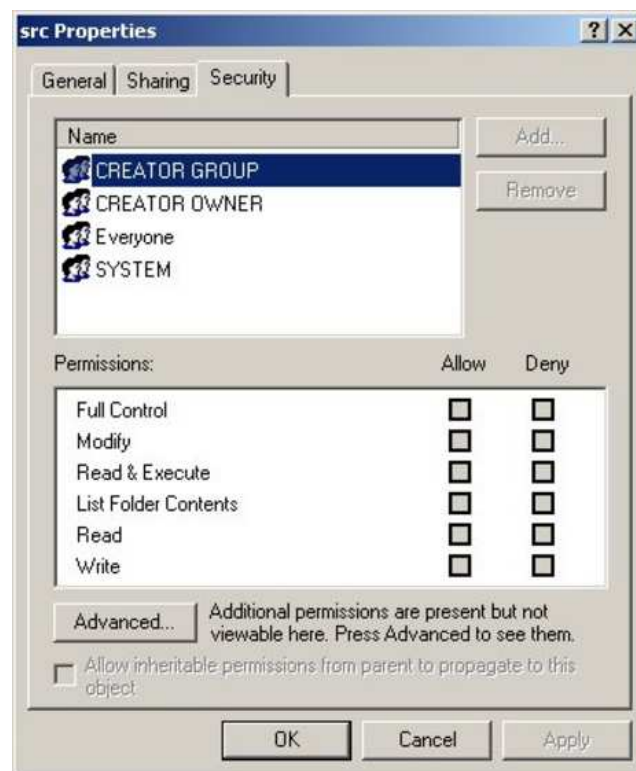 src Properties
General Sharing Security
Name
Add...
CREATOR GROUP
Remove
CREATOR OWNER
Everyone
SYSTEM
Permissions: Allow Deny
Full Control
Modify
Read & Execute
List Folder Contents
Read
Write
Advanced...
Additional permissions are present but not
viewable here. Press Advanced to see them.
Allow inheritable permissions from parent to propagate to this
object
OK Cancel Apply